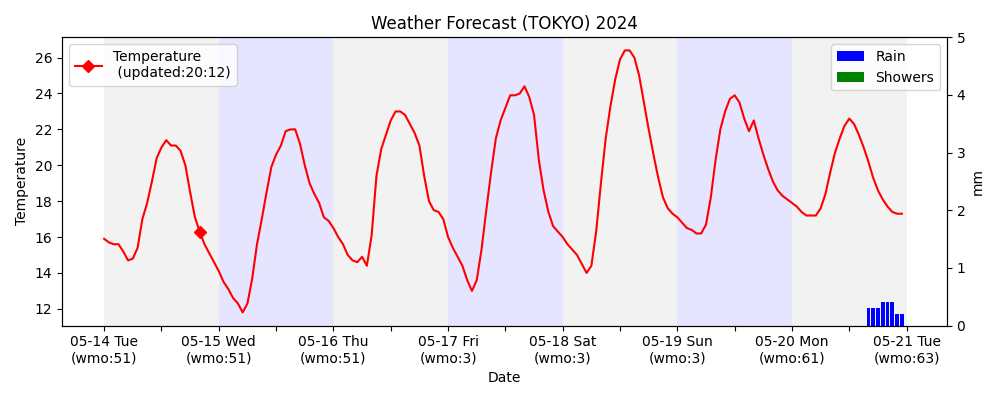 Weather Forecast (TOKYO) 2024
Temperature
(updated:20:12)
Rain
Showers
Temperature
26
24
22
20
18
16
14
12
5
4
3
2
1
0
mm
05-14 Tue
(wmo:51)
05-15 Wed
(wmo:51)
05-16 Thu
(wmo:51)
05-17 Fri
(wmo:3)
05-18 Sat
(wmo:3)
05-19 Sun
(wmo:3)
05-20 Mon
(wmo:61)
05-21 Tue
(wmo:63)
Date